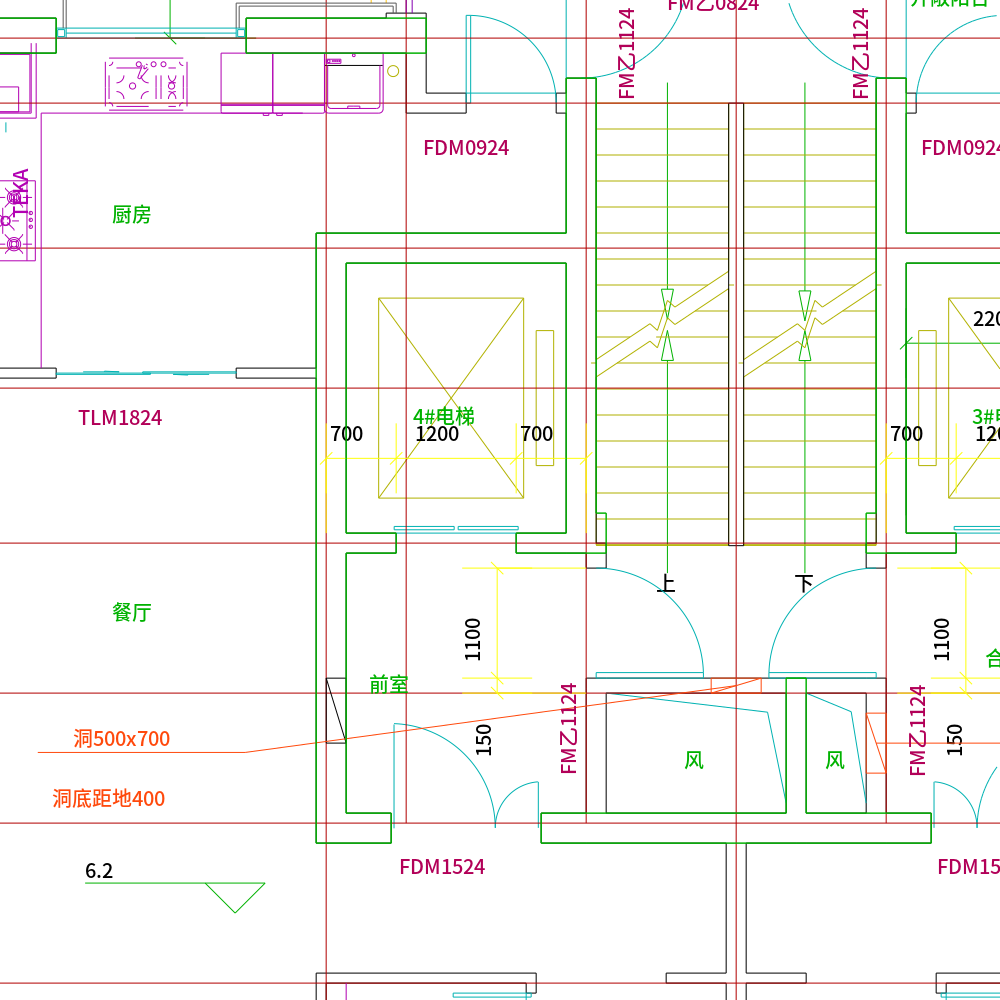 FM乙0824
开敞阳台
FM乙1124
FM乙1124
FDM0924
FDM0924
TEKA
厨房
220
TLM1824
4#电梯
3#电
700
1200
700
700
120
上
下
餐厅
1100
1100
前室
合
FM乙1124
FM乙1124
洞500x700
150
150
风
风
洞底距地400
6.2
FDM1524
FDM15